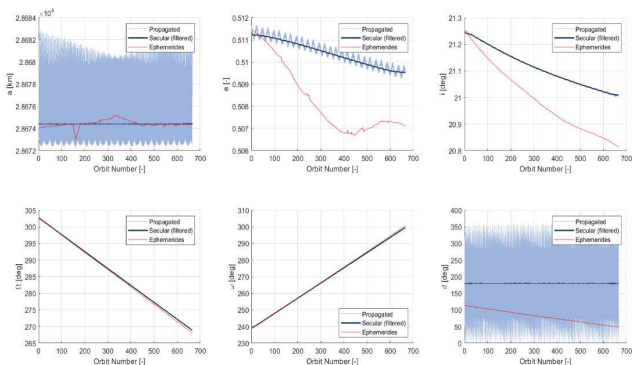 2.8684 ×10⁴
2.8682
2.868
2.8678
2.8676
2.8674
2.8672
a [km]
0 100 200 300 400 500 600 700
Orbit Number [-]
Propagated
Secular (filtered)
Ephemerides
0.512
0.511
0.51
0.509
0.508
0.507
0.506
e [-]
0 100 200 300 400 500 600 700
Orbit Number [-]
Propagated
Secular (filtered)
Ephemerides
21.3
21.2
21.1
21
20.9
20.8
i [deg]
0 100 200 300 400 500 600 700
Orbit Number [-]
Propagated
Secular (filtered)
Ephemerides
305
300
295
290
285
280
275
270
265
Ω [deg]
0 100 200 300 400 500 600 700
Orbit Number [-]
Propagated
Secular (filtered)
Ephemerides
310
300
290
280
270
260
250
240
230
ω [deg]
0 100 200 300 400 500 600 700
Orbit Number [-]
Propagated
Secular (filtered)
Ephemerides
400
350
300
250
200
150
100
50
0
ϑ [deg]
0 100 200 300 400 500 600 700
Orbit Number [-]
Propagated
Secular (filtered)
Ephemerides